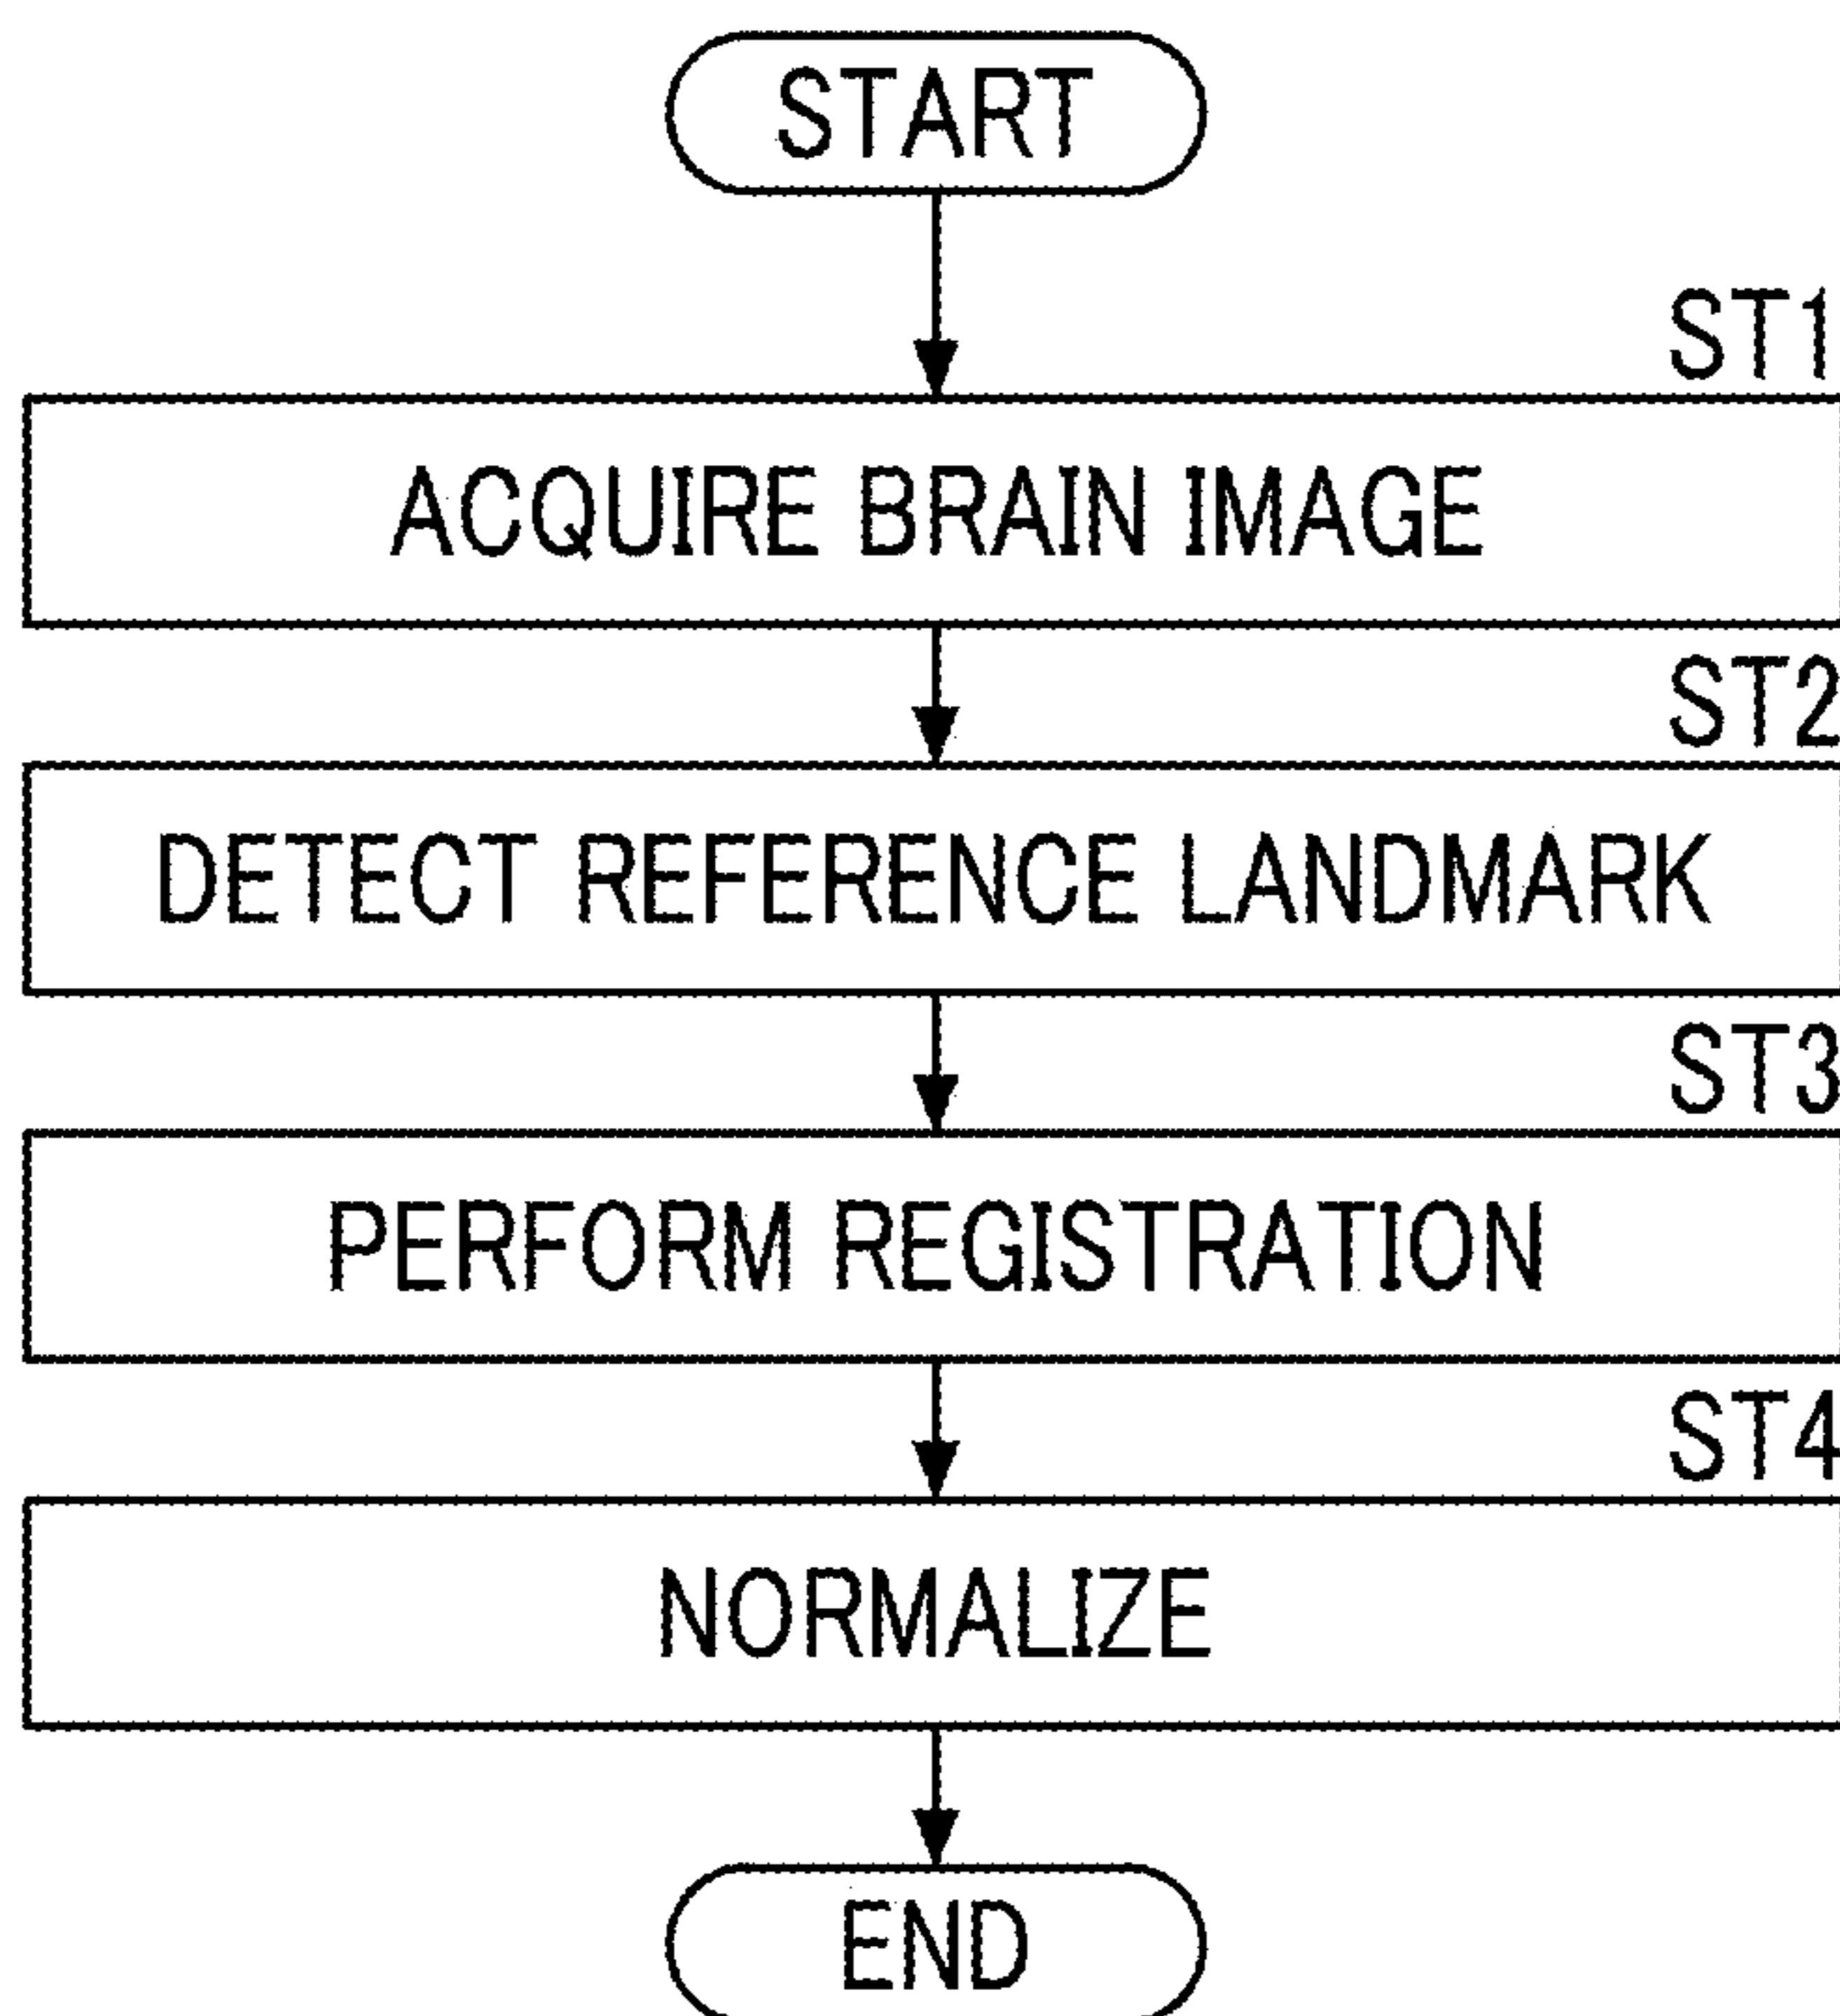 START
ST1
ACQUIRE BRAIN IMAGE
ST2
DETECT REFERENCE LANDMARK
ST3
PERFORM REGISTRATION
ST4
NORMALIZE
END